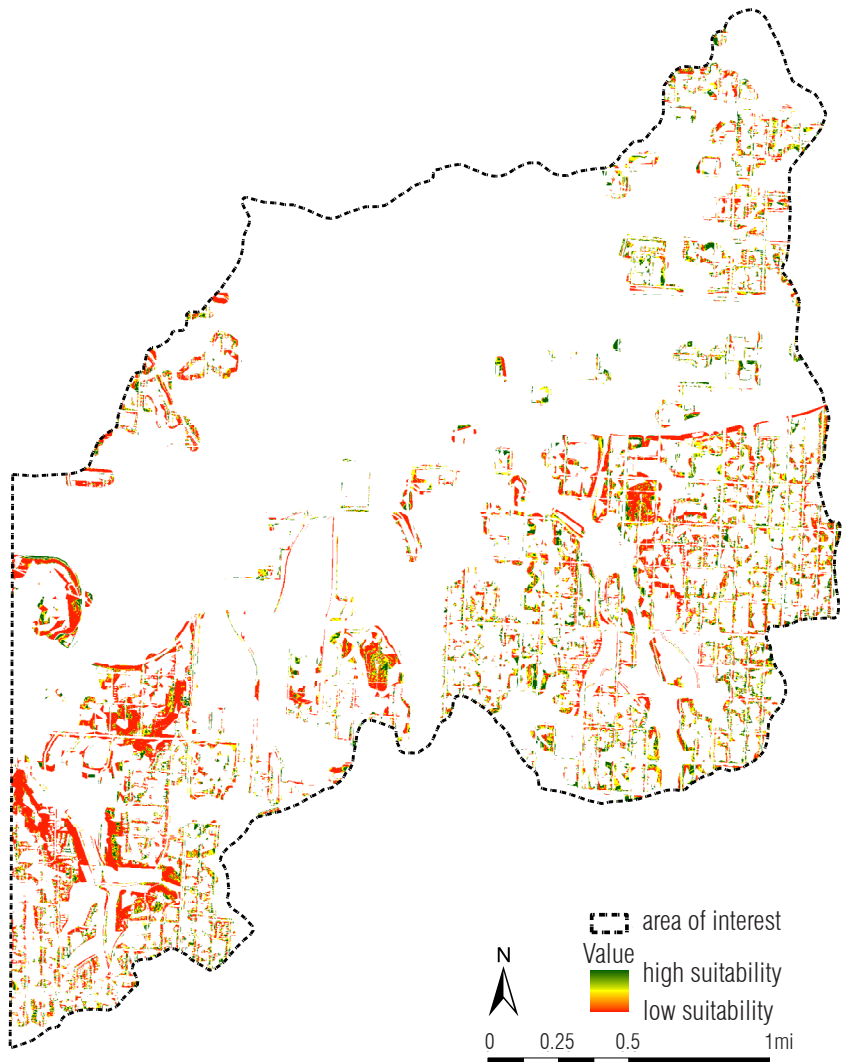 area of interest
Value
high suitability
low suitability
N
0 0.25 0.5 1mi